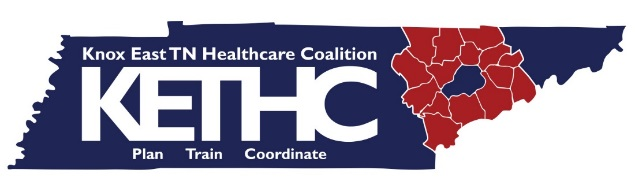 Knox East TN Healthcare Coalition
KETHC
Plan Train Coordinate